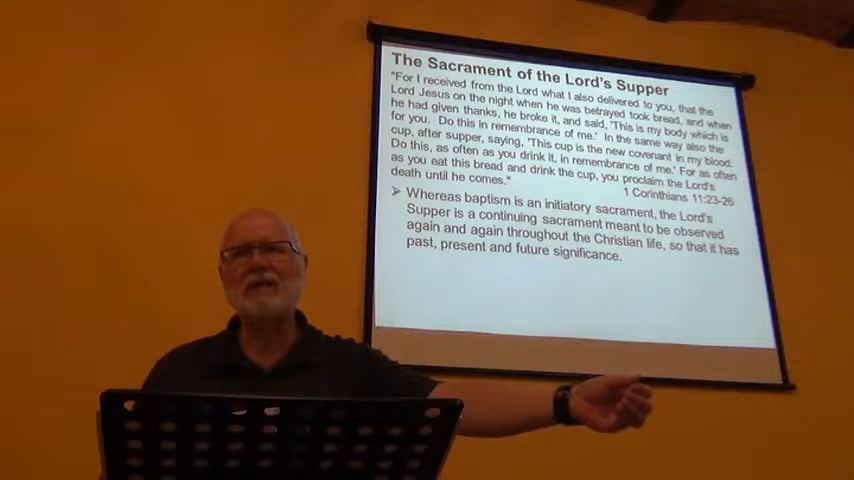 The Sacrament of the Lord's Supper
"For I received from the Lord what I also delivered to you, that the
Lord Jesus on the night when he was betrayed took bread, and when
he had given thanks, he broke it, and said, 'This is my body which is
for you. Do this in remembrance of me.' In the same way also the
cup, after supper, saying, 'This cup is the new covenant in my blood.
Do this, as often as you drink it, in remembrance of me.' For as often
as you eat this bread and drink the cup, you proclaim the Lord's
death until he comes."
1 Corinthians 11:23-26
➢ Whereas baptism is an initiatory sacrament, the Lord's
Supper is a continuing sacrament meant to be observed
again and again throughout the Christian life, so that it has
past, present and future significance.